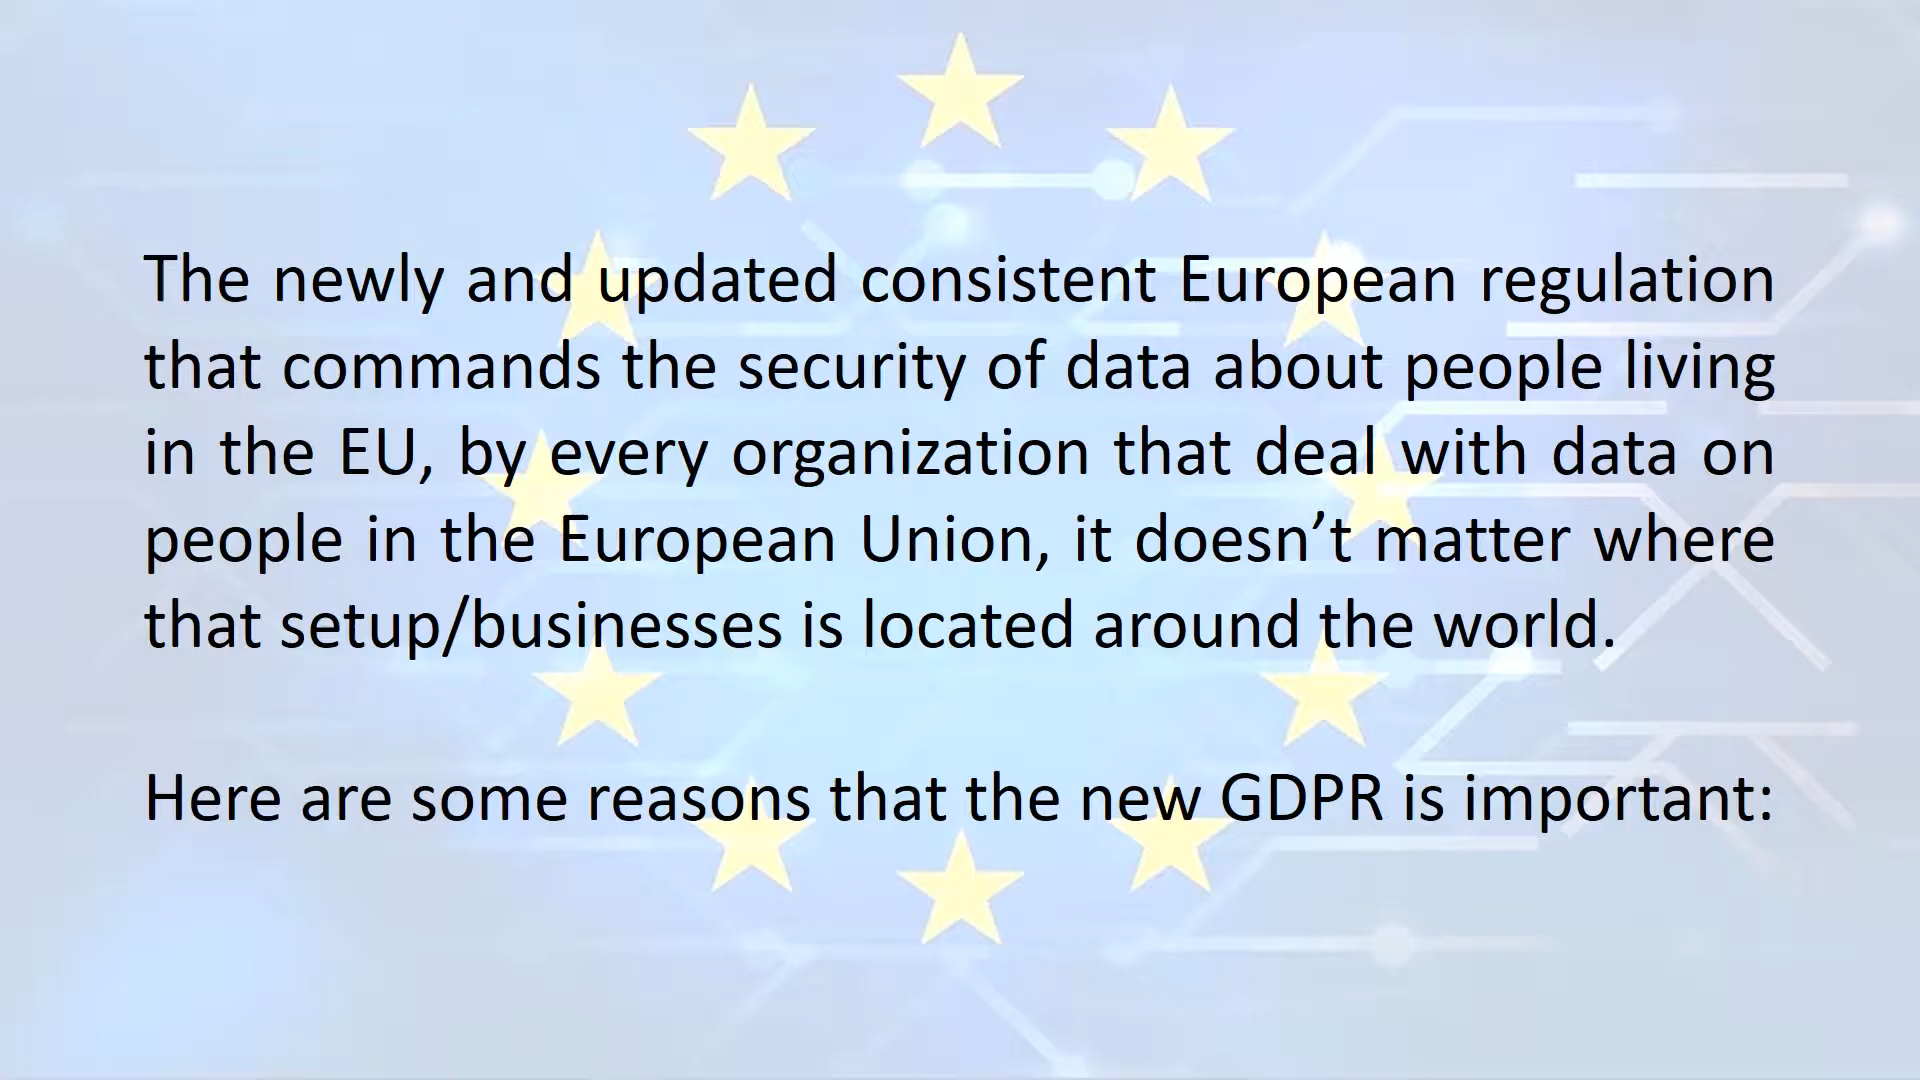 The newly and updated consistent European regulation
that commands the security of data about people living
in the EU, by every organization that deal with data on
people in the European Union, it doesn’t matter where
that setup/businesses is located around the world.
Here are some reasons that the new GDPR is important: